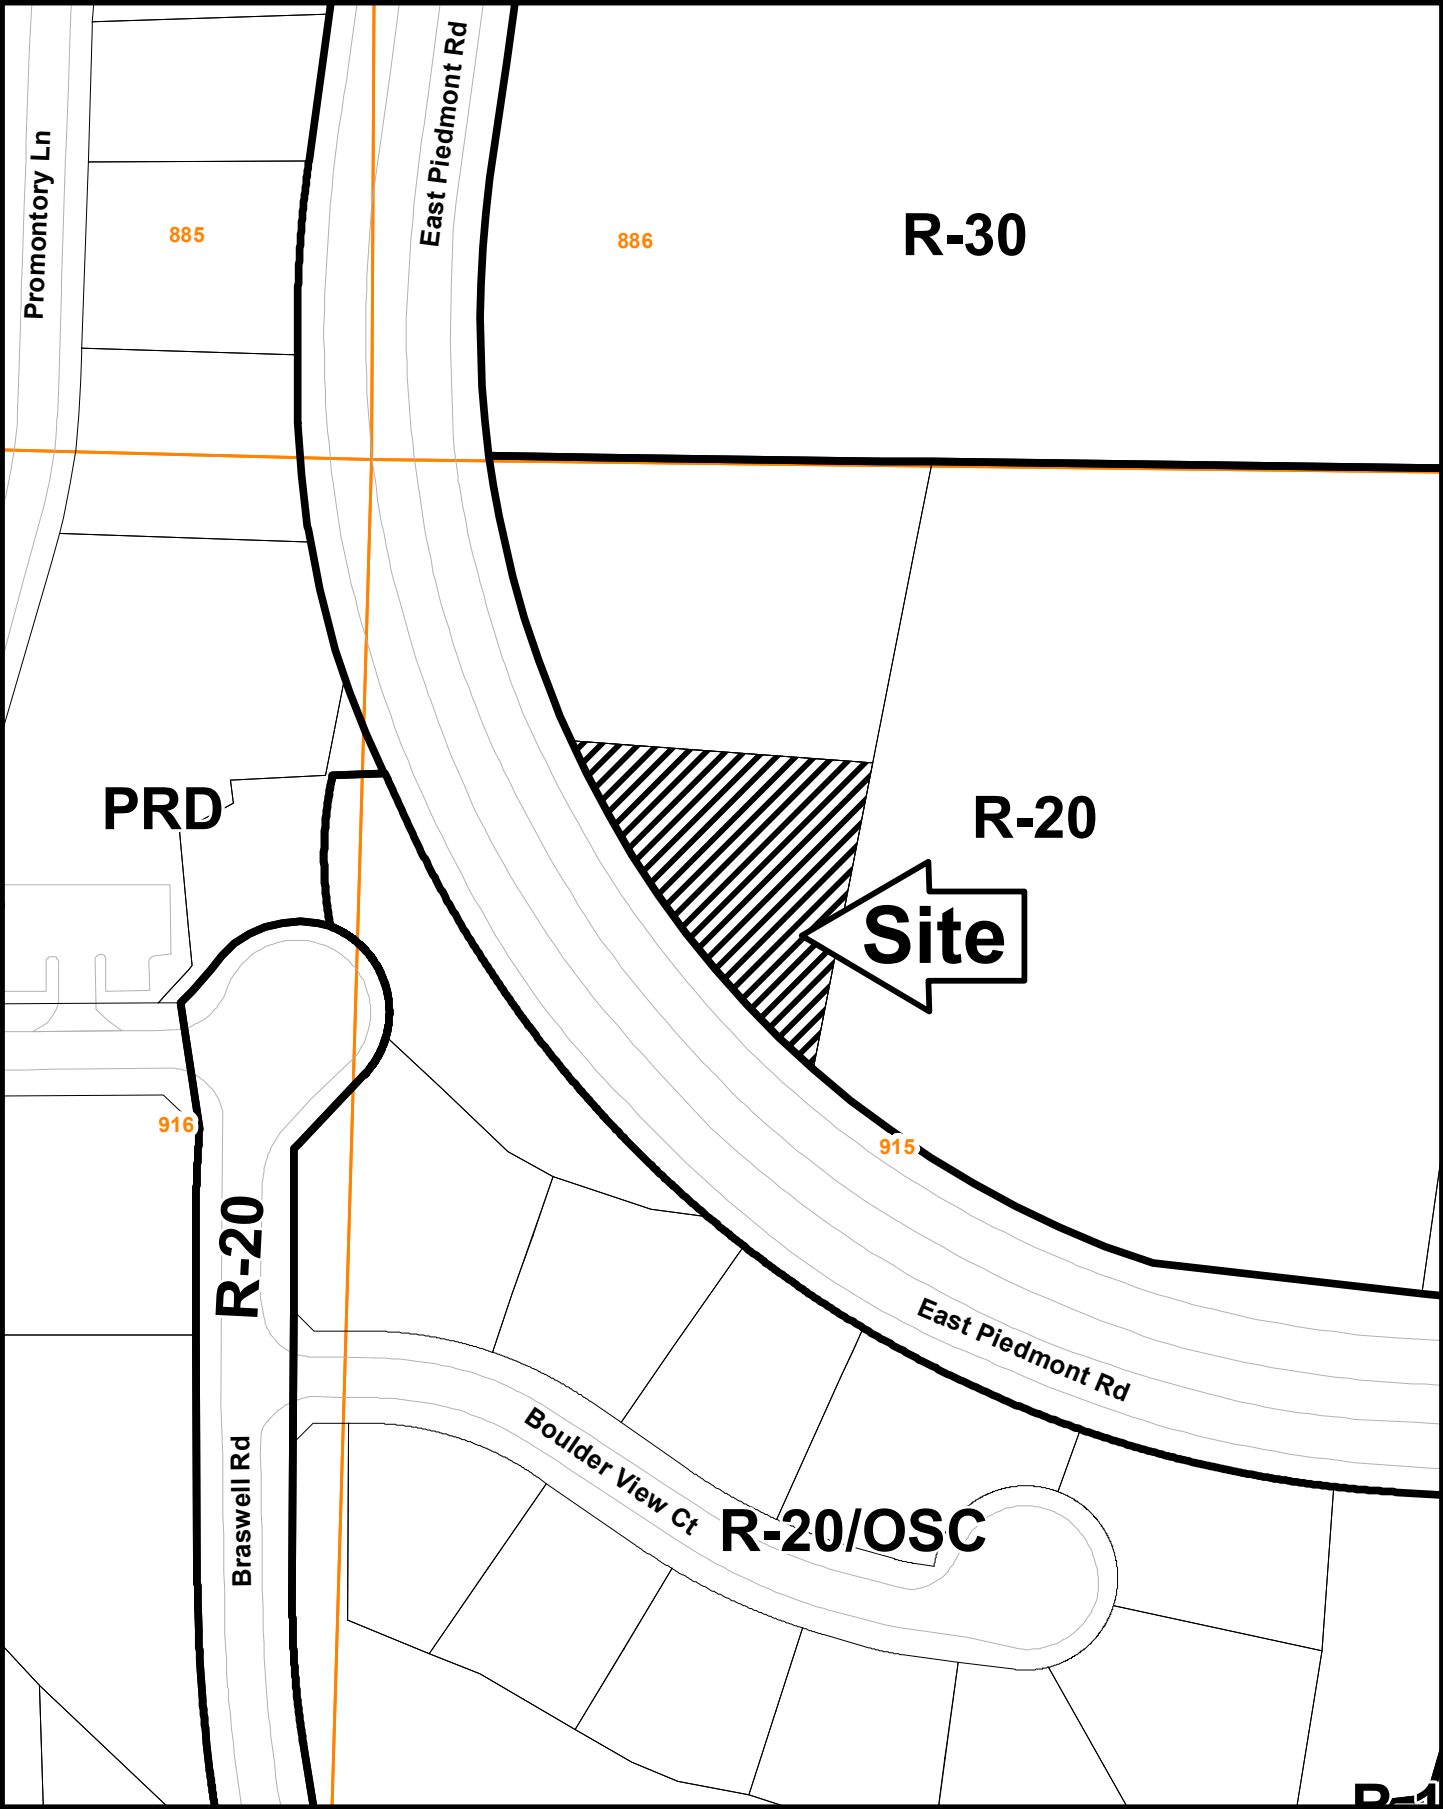 East Piedmont Rd
Promontory Ln
885
886
R-30
PRD
R-20
Site
916
915
R-20
East Piedmont Rd
Boulder View Ct
Braswell Rd
R-20/OSC